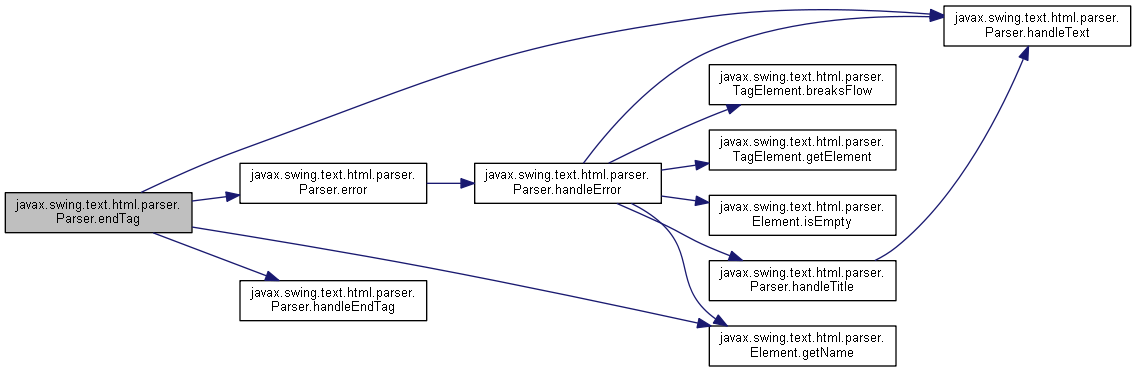 javax.swing.text.html.parser.
Parser.handleText
javax.swing.text.html.parser.
TagElement.breaksFlow
javax.swing.text.html.parser.
TagElement.getElement
javax.swing.text.html.parser.
Parser.error
javax.swing.text.html.parser.
Parser.handleError
javax.swing.text.html.parser.
Parser.endTag
javax.swing.text.html.parser.
Element.isEmpty
javax.swing.text.html.parser.
Parser.handleTitle
javax.swing.text.html.parser.
Parser.handleEndTag
javax.swing.text.html.parser.
Element.getName